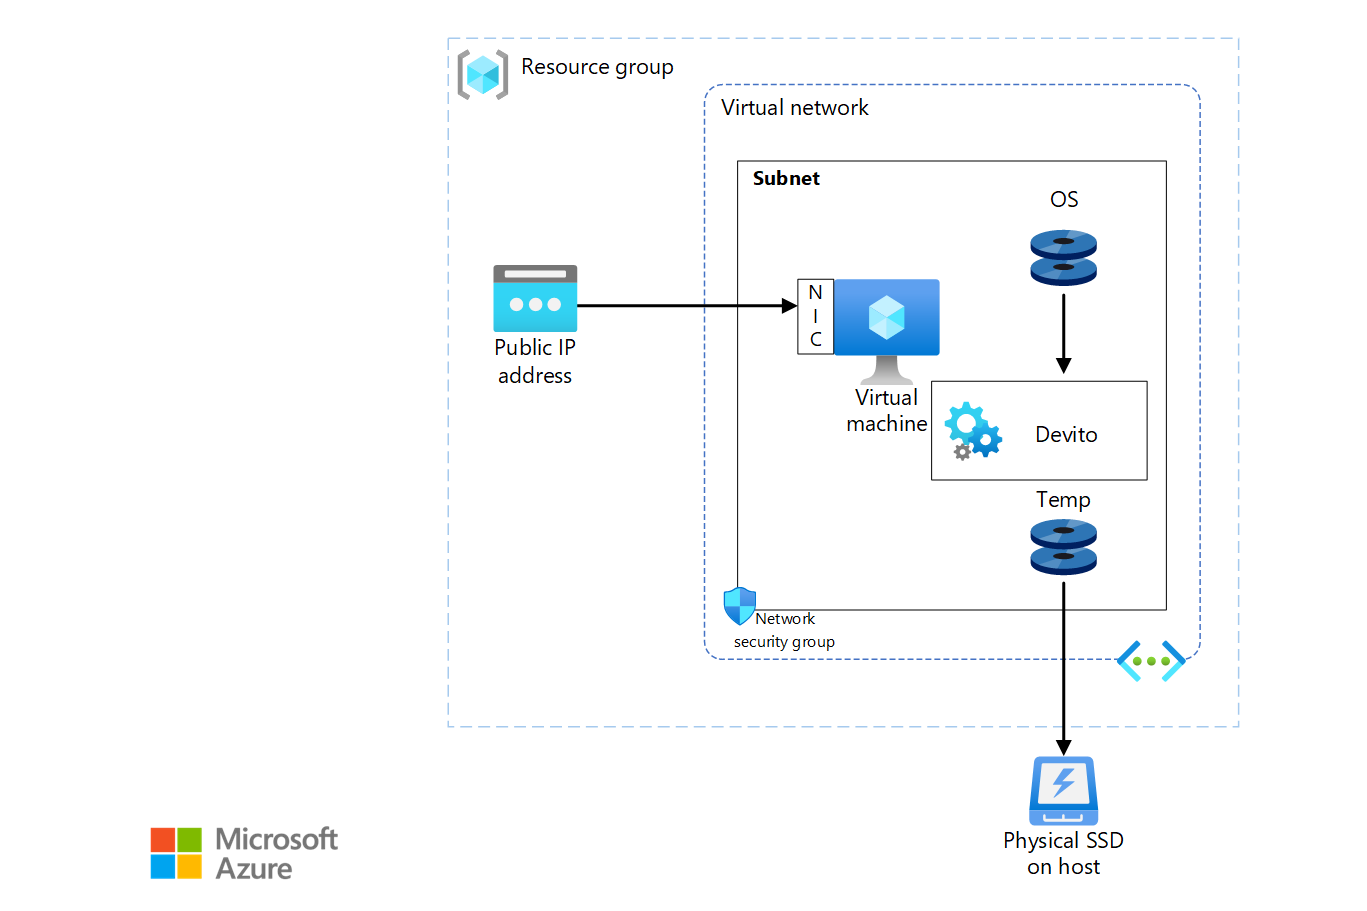 Resource group
Virtual network
Subnet
OS
N
I
C
Public IP
address
Virtual
machine
Devito
Temp
Network
security group
Physical SSD
on host
Microsoft
Azure